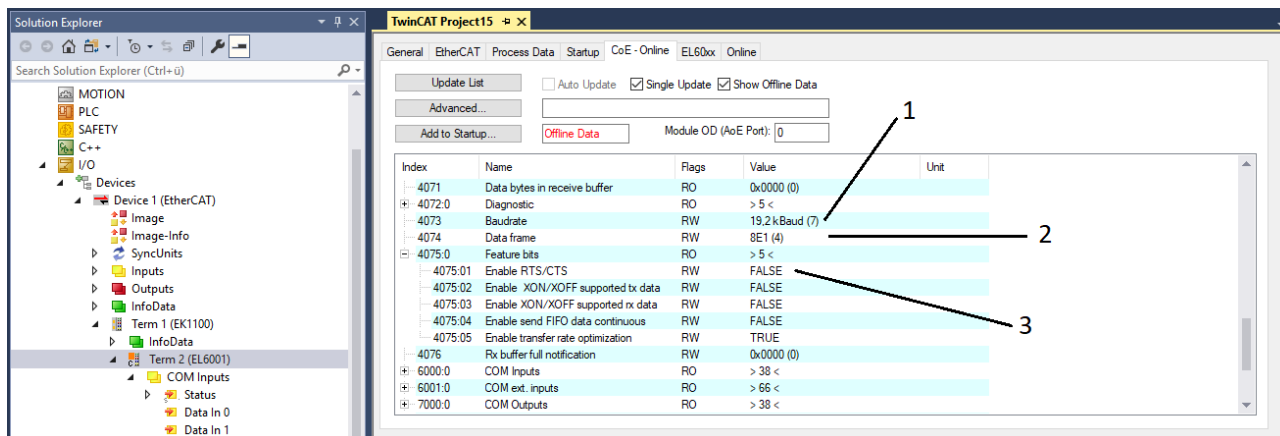 Solution Explorer
Search Solution Explorer (Ctrl+ü)
MOTION
PLC
SAFETY
C++
I/O
Devices
Device 1 (EtherCAT)
Image
Image-Info
SyncUnits
Inputs
Outputs
InfoData
Term 1 (EK1100)
InfoData
Term 2 (EL6001)
COM Inputs
Status
Data In 0
Data In 1
TwinCAT Project15
General EtherCAT Process Data Startup CoE - Online EL60xx Online
Update List Auto Update Single Update Show Offline Data
Advanced...
Add to Startup... Offline Data Module OD (AoE Port): 0
Index Name Flags Value Unit
4071 Data bytes in receive buffer RO 0x0000 (0)
4072:0 Diagnostic RO > 5 <
4073 Baudrate RW 19,2 kBaud (7)
4074 Data frame RW 8E1 (4)
4075:0 Feature bits RO > 5 <
4075:01 Enable RTS/CTS RW FALSE
4075:02 Enable XON/XOFF supported tx data RW FALSE
4075:03 Enable XON/XOFF supported rx data RW FALSE
4075:04 Enable send FIFO data continuous RW FALSE
4075:05 Enable transfer rate optimization RW TRUE
4076 Rx buffer full notification RW 0x0000 (0)
6000:0 COM Inputs RO > 38 <
6001:0 COM ext. inputs RO > 66 <
7000:0 COM Outputs RO > 38 <
1
2
3